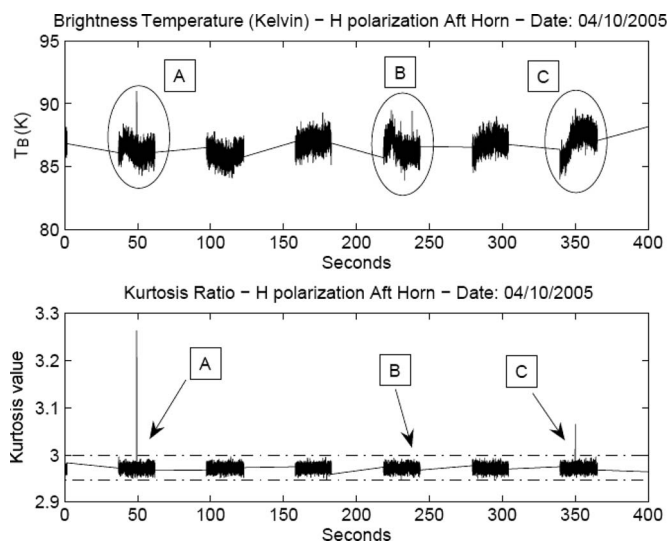 Brightness Temperature (Kelvin) − H polarization Aft Horn − Date: 04/10/2005
95
90
85
80
TB (K)
A
B
C
0 50 100 150 200 250 300 350 400
Seconds
Kurtosis Ratio − H polarization Aft Horn − Date: 04/10/2005
3.3
3.2
3.1
3
2.9
Kurtosis value
A
B
C
0 50 100 150 200 250 300 350 400
Seconds